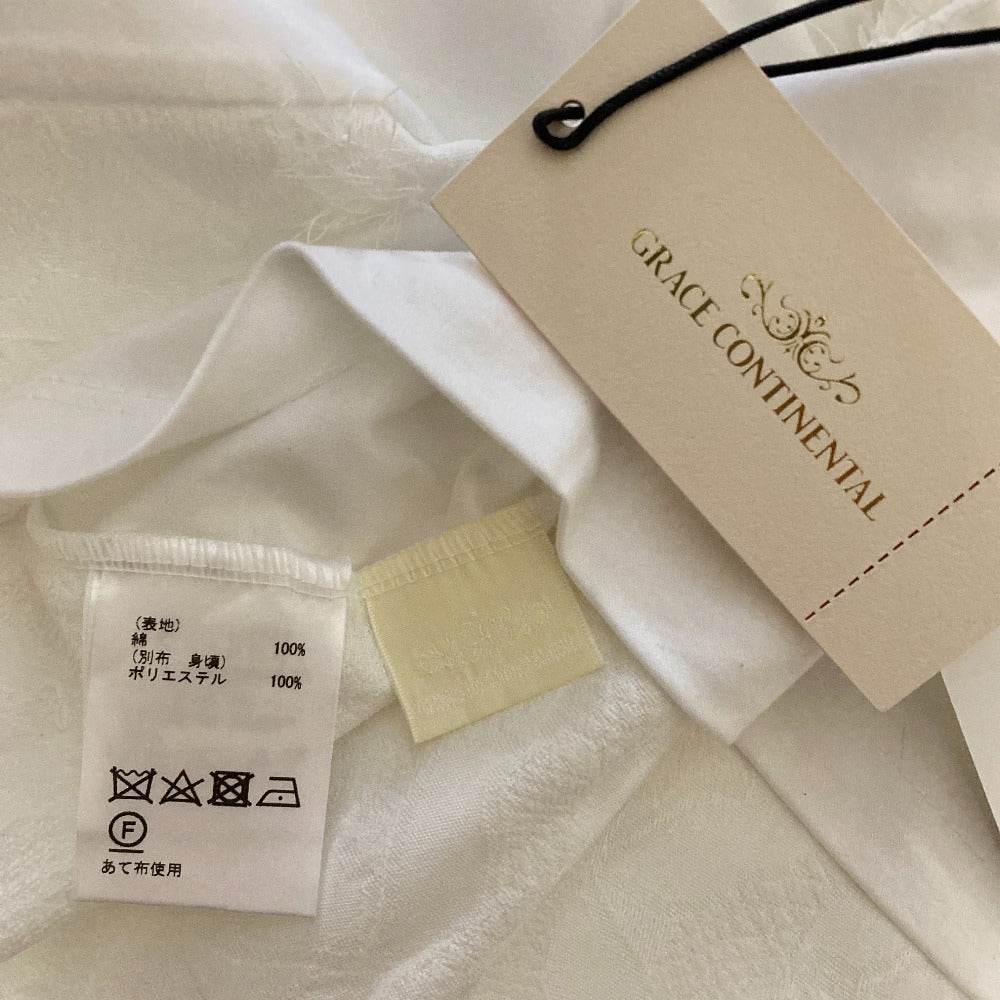 GRACE CONTINENTAL
（表地）
綿 100%
（別布 身頃）
ポリエステル 100%
F
あて布使用